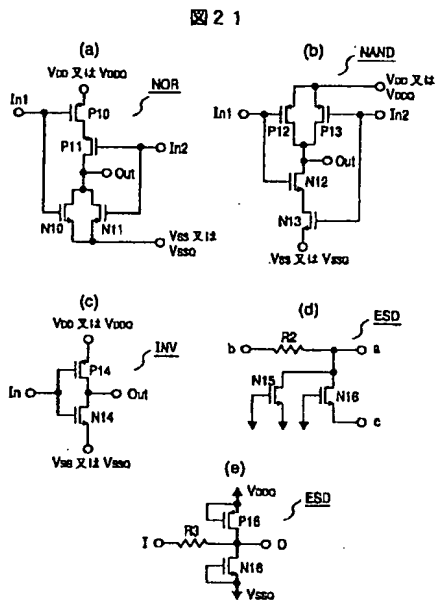 図２１
(a)
VDD 又は VDDQ
NOR
In1
P10
P11
In2
Out
N10
N11
VSS 又は
VSSQ
(b)
NAND
VDD 又は
VDDQ
In1
In2
P12
P13
Out
N12
N13
VSS 又は VSSQ
(c)
VDD 又は VDDQ
INV
P14
In
Out
N14
VSS 又は VSSQ
(d)
ESD
R2
b
a
N15
N16
c
(e)
VDDQ
ESD
P16
R3
I
O
N16
VSSQ